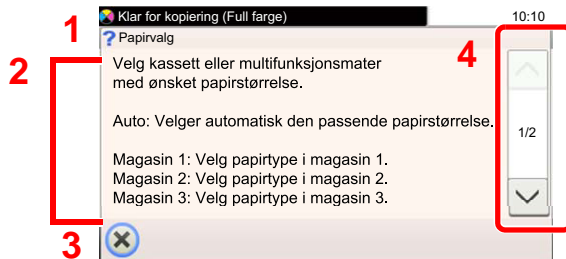 Klar for kopiering (Full farge) 10:10
1
? Papirvalg
2
Velg kassett eller multifunksjonsmater
med ønsket papirstørrelse.
Auto: Velger automatisk den passende papirstørrelse.
Magasin 1: Velg papirtype i magasin 1.
Magasin 2: Velg papirtype i magasin 2.
Magasin 3: Velg papirtype i magasin 3.
3
4
1/2